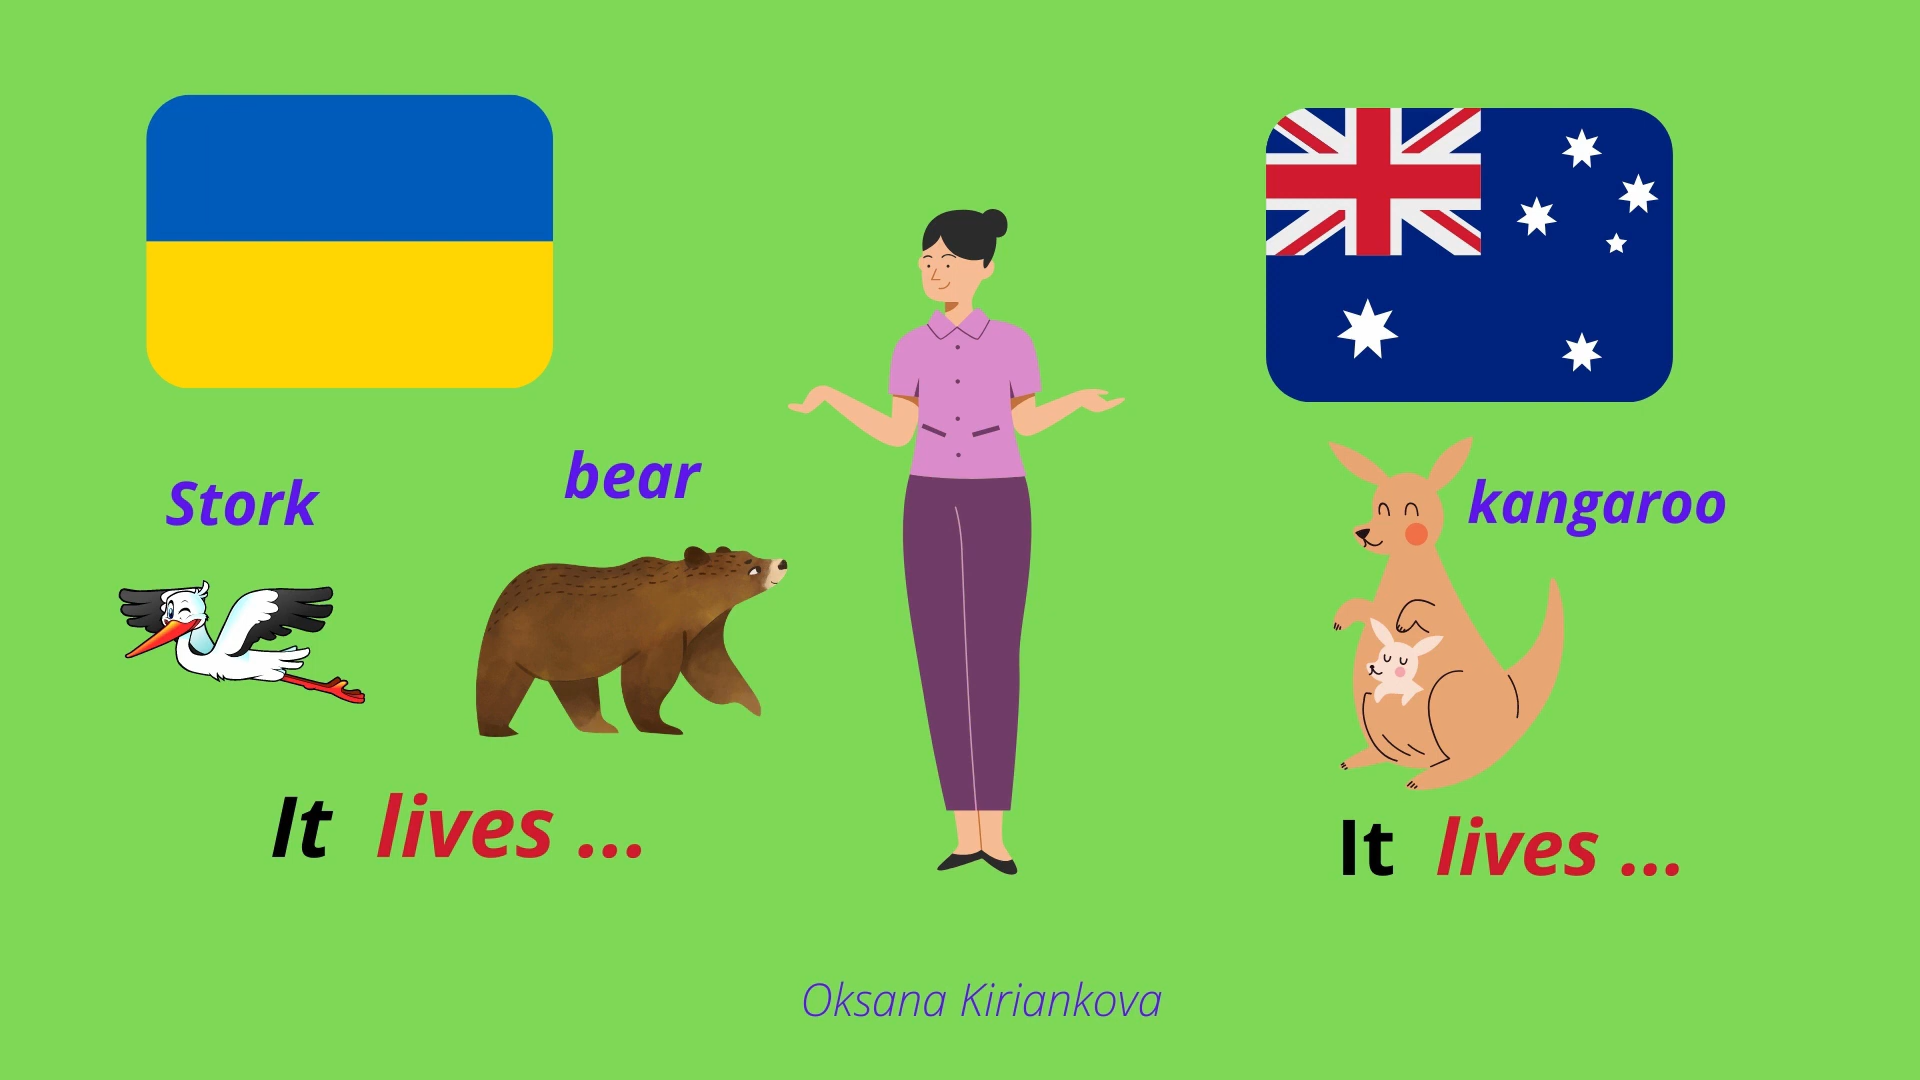 Stork
bear
kangaroo
It lives ...
It lives ...
Oksana Kiriankova